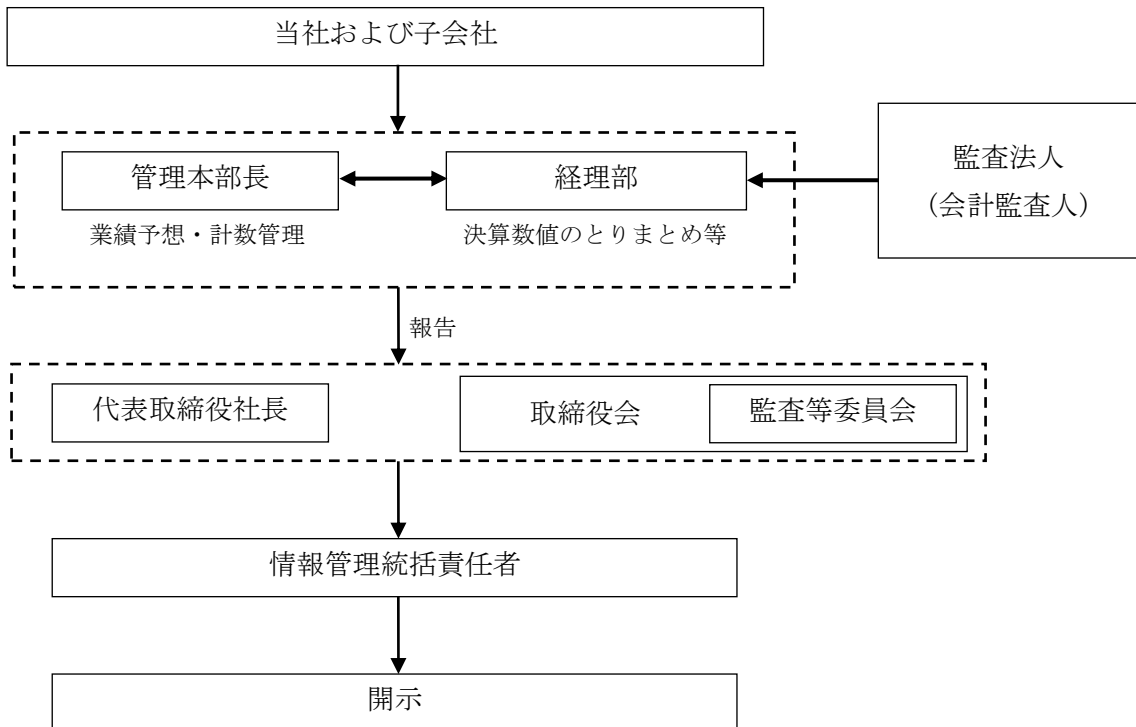 当社および子会社
管理本部長
経理部
監査法人
（会計監査人）
業績予想・計数管理
決算数値のとりまとめ等
報告
代表取締役社長
取締役会
監査等委員会
情報管理統括責任者
開示